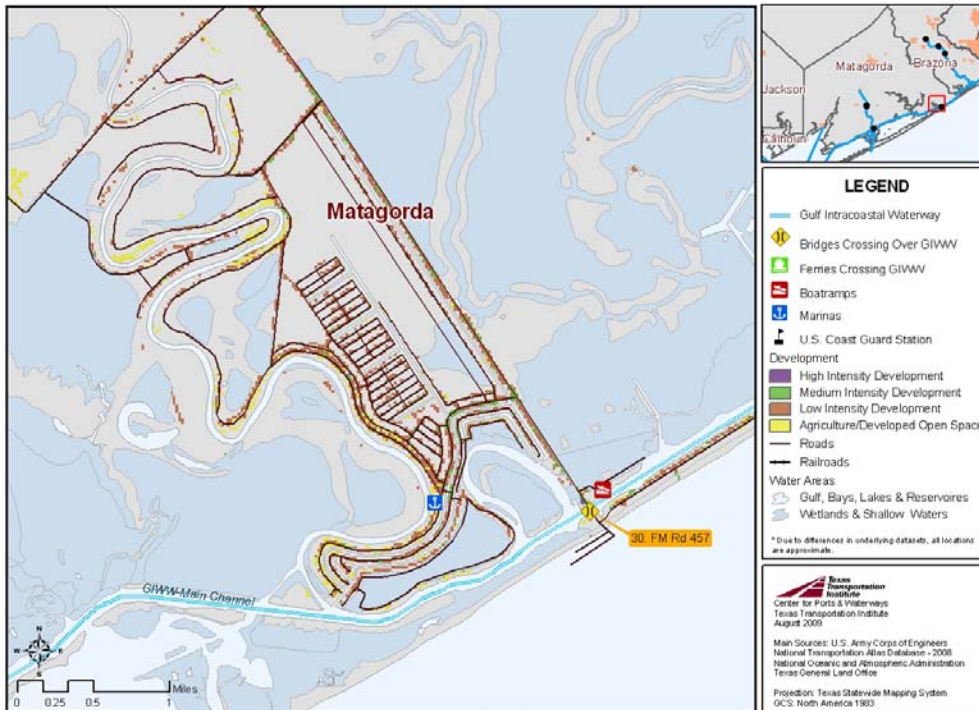 Matagorda
30: FM Rd 457
GIWW-Main Channel
N
W E
S
Miles
0 0.25 0.5 1
Matagorda
Brazoria
Jackson
Calhoun
LEGEND
Gulf Intracoastal Waterway
Bridges Crossing Over GIWW
Ferries Crossing GIWW
Boatramps
Marinas
U.S. Coast Guard Station
Development
High Intensity Development
Medium Intensity Development
Low Intensity Development
Agriculture/Developed Open Space
Roads
Railroads
Water Areas
Gulf, Bays, Lakes & Reservoires
Wetlands & Shallow Waters
* Due to differences in underlying datasets, all locations
are approximate.
Texas
Transportation
Institute
Center for Ports & Waterways
Texas Transportation Institute
August 2009
Main Sources: U.S. Army Corps of Engineers
National Transportation Atlas Database - 2008
National Oceanic and Atmospheric Administration
Texas General Land Office
Projection: Texas Statewide Mapping System
GCS: North America 1983